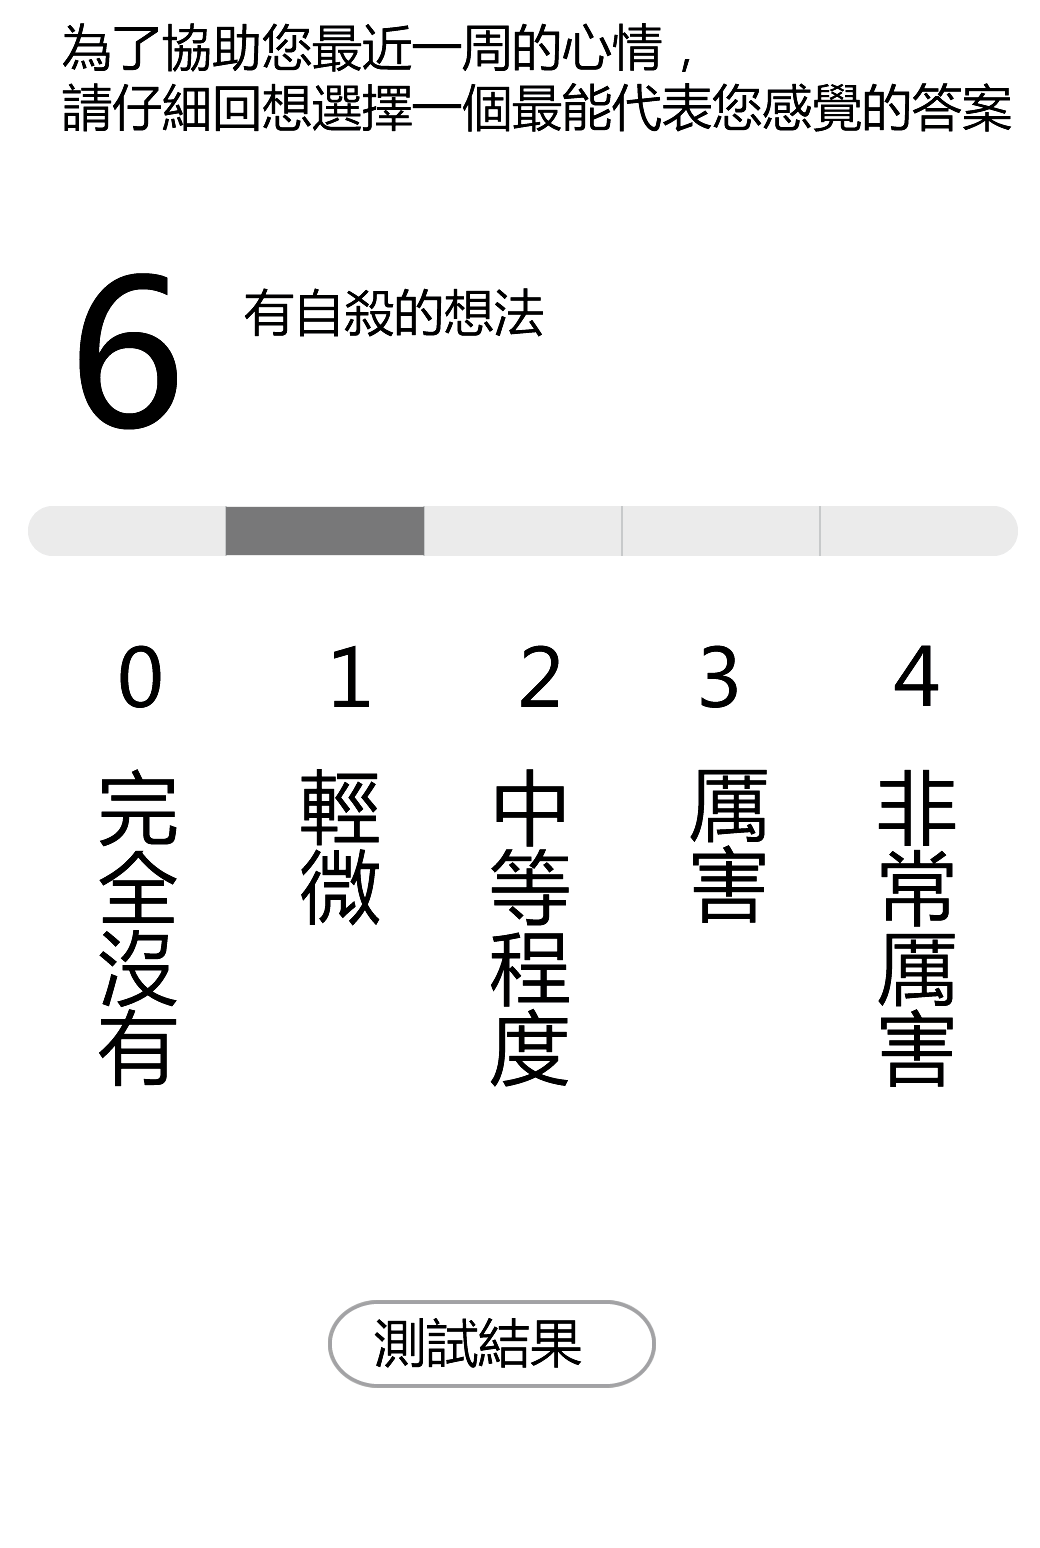 為了協助您最近一周的心情，
請仔細回想選擇一個最能代表您感覺的答案
6
有自殺的想法
0 1 2 3 4
完全沒有
輕微
中等程度
厲害
非常厲害
測試結果